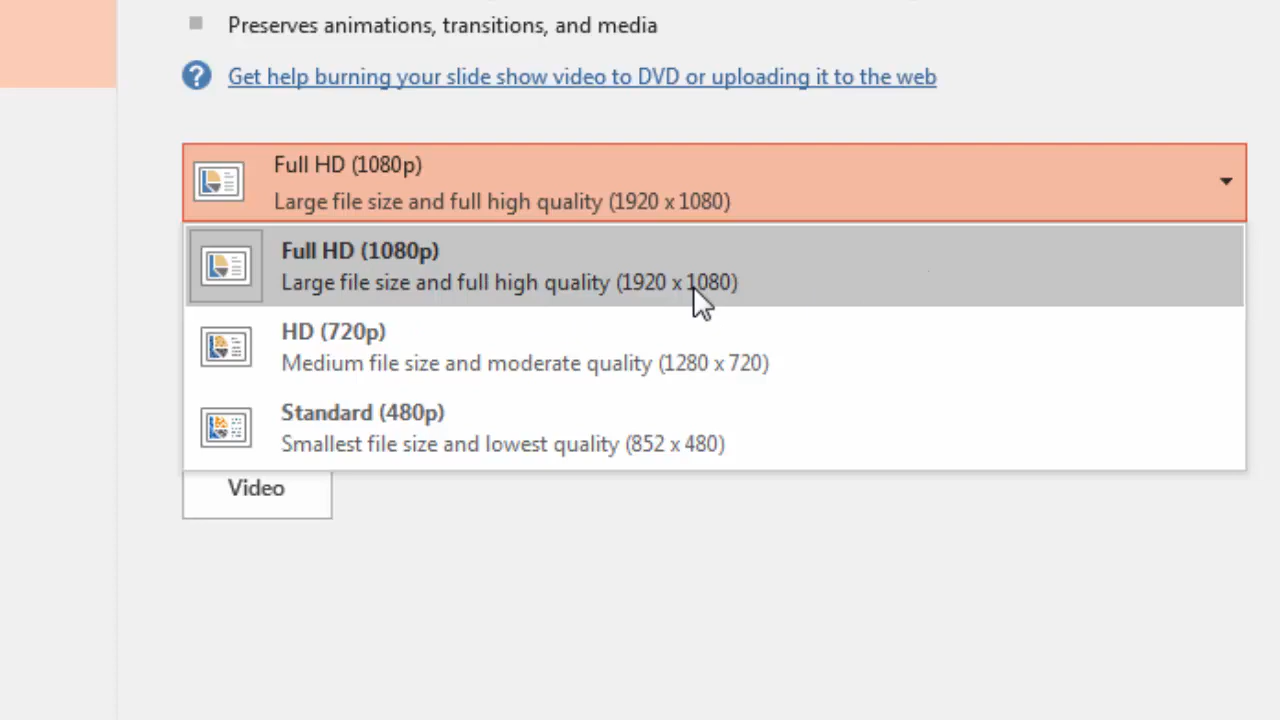 Preserves animations, transitions, and media
Get help burning your slide show video to DVD or uploading it to the web
Full HD (1080p)
Large file size and full high quality (1920 x 1080)
Full HD (1080p)
Large file size and full high quality (1920 x 1080)
HD (720p)
Medium file size and moderate quality (1280 x 720)
Standard (480p)
Smallest file size and lowest quality (852 x 480)
Video